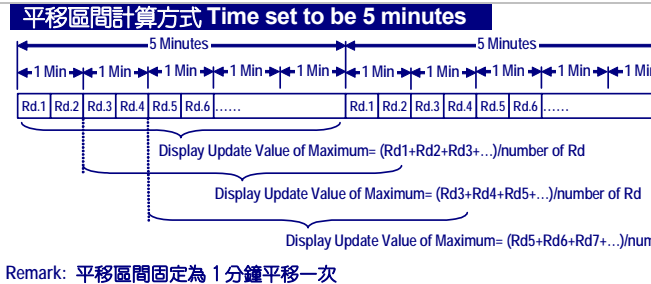 平移區間計算方式 Time set to be 5 minutes
5 Minutes 5 Minutes
1 Min 1 Min 1 Min 1 Min 1 Min 1 Min 1 Min 1 Min 1 Min 1 Mi
Rd.1 Rd.2 Rd.3 Rd.4 Rd.5 Rd.6 ...... Rd.1 Rd.2 Rd.3 Rd.4 Rd.5 Rd.6 ......
Display Update Value of Maximum= (Rd1+Rd2+Rd3+...)/number of Rd
Display Update Value of Maximum= (Rd3+Rd4+Rd5+...)/number of Rd
Display Update Value of Maximum= (Rd5+Rd6+Rd7+...)/num
Remark: 平移區間固定為 1 分鐘平移一次